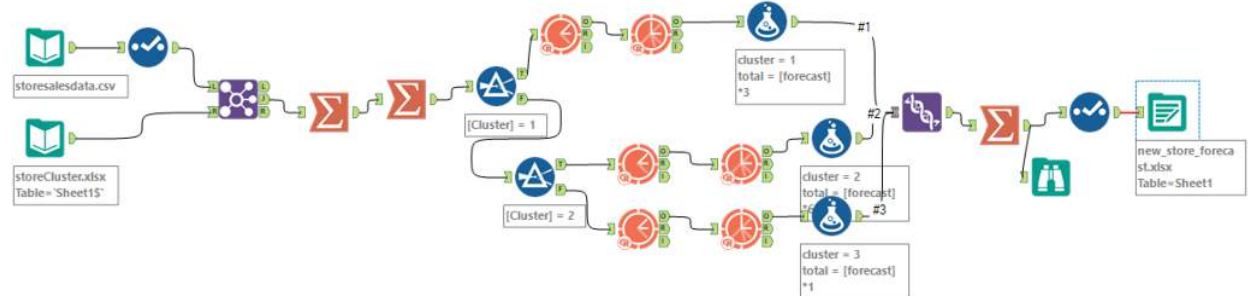 storesalesdata.csv
storeCluster.xlsx
Table=`Sheet1$`
L
R
L
J
R
[Cluster] = 1
T
F
[Cluster] = 2
T
F
O
R
I
O
R
I
cluster = 1
total = [forecast]
*3
#1
O
R
I
O
R
I
cluster = 2
total = [forecast]
#2
O
R
I
O
R
I
cluster = 3
total = [forecast]
*1
#3
new_store_foreca
st.xlsx
Table=Sheet1